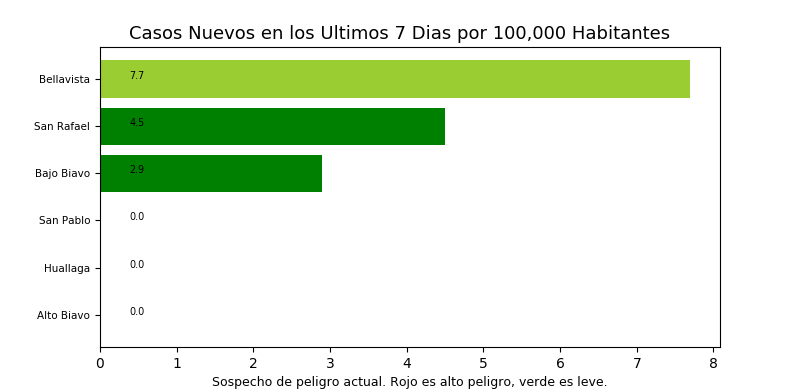 Casos Nuevos en los Ultimos 7 Dias por 100,000 Habitantes
Bellavista 7.7
San Rafael 4.5
Bajo Biavo 2.9
San Pablo 0.0
Huallaga 0.0
Alto Biavo 0.0
0 1 2 3 4 5 6 7 8
Sospecho de peligro actual. Rojo es alto peligro, verde es leve.